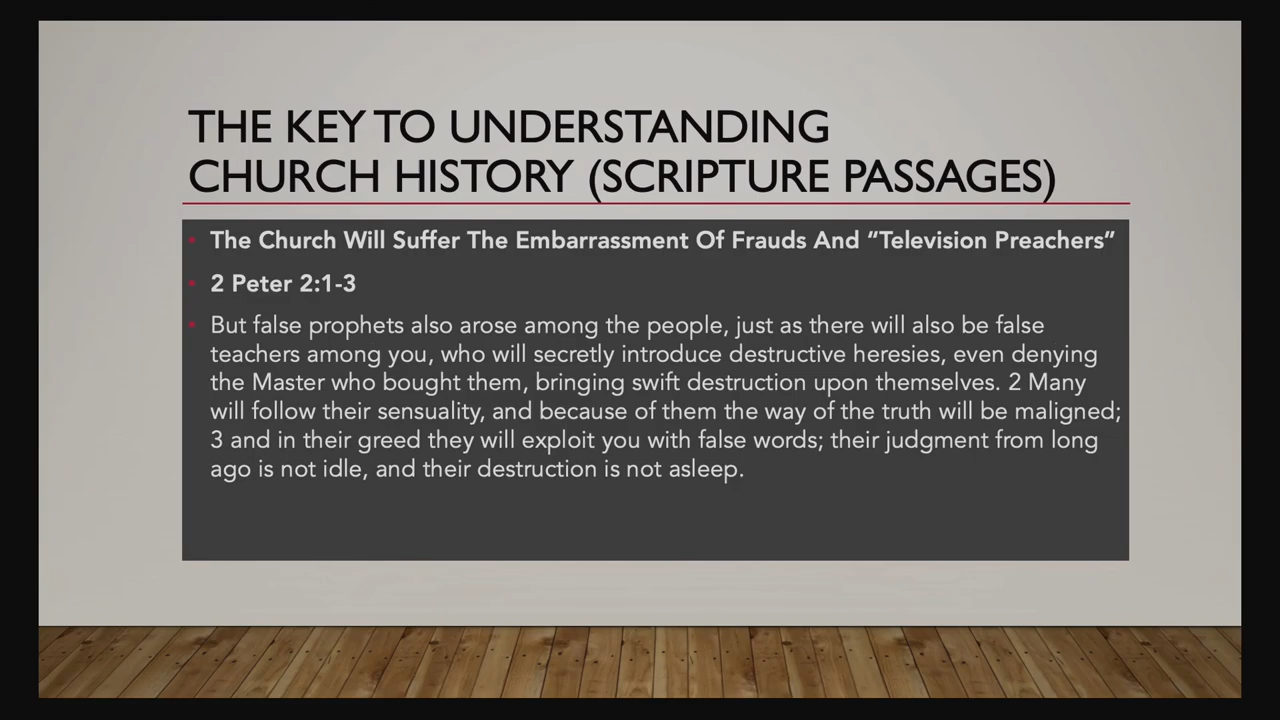 THE KEY TO UNDERSTANDING
CHURCH HISTORY (SCRIPTURE PASSAGES)
• The Church Will Suffer The Embarrassment Of Frauds And “Television Preachers”
• 2 Peter 2:1-3
• But false prophets also arose among the people, just as there will also be false
teachers among you, who will secretly introduce destructive heresies, even denying
the Master who bought them, bringing swift destruction upon themselves. 2 Many
will follow their sensuality, and because of them the way of the truth will be maligned;
3 and in their greed they will exploit you with false words; their judgment from long
ago is not idle, and their destruction is not asleep.